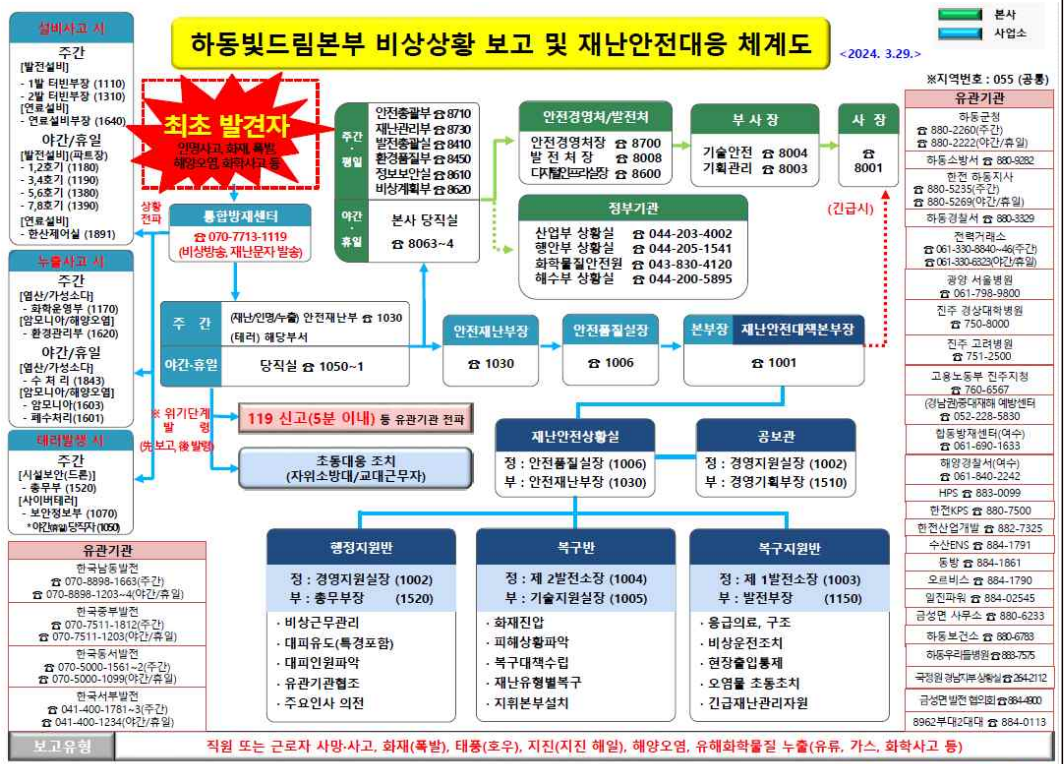 하동빛드림본부 비상상황 보고 및 재난안전대응 체계도
<2024. 3.29.>
본사
사업소
※지역번호 : 055 (공통)
설비사고 시
주간
[발전설비]
- 1발 터빈부장 (1110)
- 2발 터빈부장 (1310)
[연료설비]
- 연료설비부장 (1640)
야간/휴일
[발전설비](파트장)
- 1,2호기 (1180)
- 3,4호기 (1190)
- 5,6호기 (1380)
- 7,8호기 (1390)
[연료설비]
- 한산제어실 (1891)
누출사고 시
주간
[염산/가성소다]
- 화학운영부 (1170)
[암모니아/해양오염]
- 환경관리부 (1620)
야간/휴일
[염산/가성소다]
- 수 처 리 (1843)
[암모니아/해양오염]
- 암모니아(1603)
- 폐수처리(1601)
테러발생 시
주간
[시설보안(드론)]
- 총무부 (1520)
[사이버테러]
- 보안정보부 (1070)
*야간(휴일)당직자(1050)
유관기관
한국남동발전
☎ 070-8898-1663(주간)
☎ 070-8898-1203~4(야간/휴일)
한국중부발전
☎ 070-7511-1812(주간)
☎ 070-7511-1203(야간/휴일)
한국동서발전
☎ 070-5000-1561~2(주간)
☎ 070-5000-1099(야간/휴일)
한국서부발전
☎ 041-400-1781~3(주간)
☎ 041-400-1234(야간/휴일)
최초 발견자
인명사고, 화재, 폭발,
해양오염, 화학사고 등
상황
전파
통합방재센터
☎ 070-7713-1119
(비상방송, 재난문자 발송)
주간
·
평일
안전총괄부 ☎ 8710
재난관리부 ☎ 8730
발전총괄실 ☎ 8410
환경품질부 ☎ 8450
정보보안실 ☎ 8610
비상계획부 ☎ 8620
야간
·
휴일
본사 당직실
☎ 8063~4
안전경영처/발전처
안전경영처장 ☎ 8700
발 전 처 장 ☎ 8008
디지털인프라실장 ☎ 8600
부 사 장
기술안전 ☎ 8004
기획관리 ☎ 8003
사 장
☎
8001
(긴급시)
정부기관
산업부 상황실 ☎ 044-203-4002
행안부 상황실 ☎ 044-205-1541
화학물질안전원 ☎ 043-830-4120
해수부 상황실 ☎ 044-200-5895
주 간
(재난/인명/누출) 안전재난부 ☎ 1030
(테러) 해당부서
야간·휴일
당직실 ☎ 1050~1
안전재난부장
☎ 1030
안전품질실장
☎ 1006
본부장
재난안전대책본부장
☎ 1001
※ 위기단계
발 령
(先 보고, 後 발령)
119 신고(5분 이내) 등 유관기관 전파
초동대응 조치
(자위소방대/교대근무자)
재난안전상황실
정 : 안전품질실장 (1006)
부 : 안전재난부장 (1030)
공보관
정 : 경영지원실장 (1002)
부 : 경영기획부장 (1510)
행정지원반
정 : 경영지원실장 (1002)
부 : 총무부장 (1520)
· 비상근무관리
· 대피유도(특경포함)
· 대피인원파악
· 유관기관협조
· 주요인사 의전
복구반
정 : 제 2발전소장 (1004)
부 : 기술지원실장 (1005)
· 화재진압
· 피해상황파악
· 복구대책수립
· 재난유형별복구
· 지휘본부설치
복구지원반
정 : 제 1발전소장 (1003)
부 : 발전부장 (1150)
· 응급의료, 구조
· 비상운전조치
· 현장출입통제
· 오염물 초동조치
· 긴급재난관리자원
유관기관
하동군청
☎ 880-2260(주간)
☎ 880-2222(야간/휴일)
하동소방서 ☎ 880-9282
한전 하동지사
☎ 880-5235(주간)
☎ 880-5269(야간/휴일)
하동경찰서 ☎ 880-3329
전력거래소
☎ 061-330-8840~46(주간)
☎ 061-330-6323(야간/휴일)
광양 서울병원
☎ 061-798-9800
진주 경상대학병원
☎ 750-8000
진주 고려병원
☎ 751-2500
고용노동부 진주지청
☎ 760-6567
(경남권)중대재해 예방센터
☎ 052-228-5830
합동방재센터(여수)
☎ 061-690-1633
해양경찰서(여수)
☎ 061-840-2242
HPS ☎ 883-0099
한전KPS ☎ 880-7500
한전산업개발 ☎ 882-7325
수산ENS ☎ 884-1791
동방 ☎ 884-1861
오르비스 ☎ 884-1790
일진파워 ☎ 884-02545
금성면 사무소 ☎ 880-6233
하동보건소 ☎ 880-6783
하동우리들병원 ☎ 883-7575
국정원 경남지부 상황실 ☎ 264-2112
금성면 발전 협의회 ☎ 884-4900
8962부대2대대 ☎ 884-0113
보고유형
직원 또는 근로자 사망·사고, 화재(폭발), 태풍(호우), 지진(지진 해일), 해양오염, 유해화학물질 누출(유류, 가스, 화학사고 등)